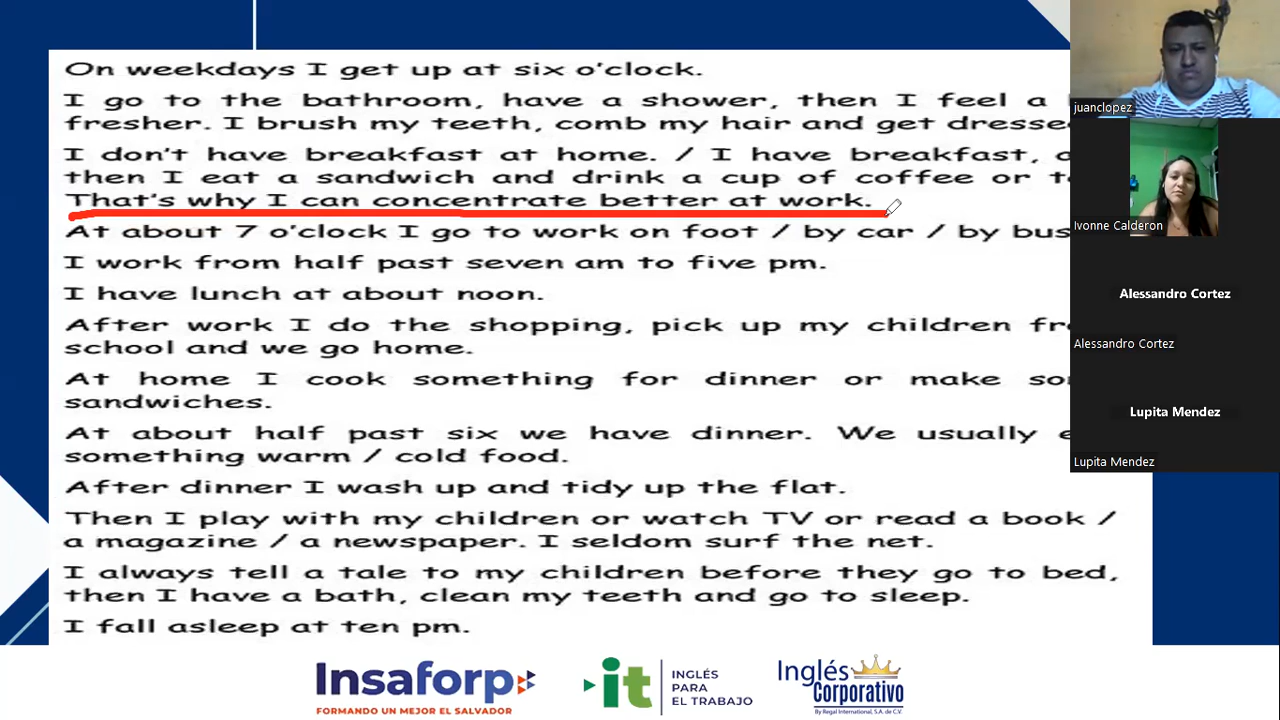 On weekdays I get up at six o'clock.
I go to the bathroom, have a shower, then I feel a
fresher. I brush my teeth, comb my hair and get
I don't have breakfast at home. / I have breakfast,
then I eat a sandwich and drink a cup of coffee or
That's why I can concentrate better at work.
At about 7 o'clock I go to work on foot / by car / by bus
I work from half past seven am to five pm.
I have lunch at about noon.
After work I do the shopping, pick up my children
school and we go home.
At home I cook something for dinner or make
sandwiches.
At about half past six we have dinner. We usually
something warm / cold food.
After dinner I wash up and tidy up the flat.
Then I play with my children or watch TV or read a book /
a magazine / a newspaper. I seldom surf the net.
I always tell a tale to my children before they go to bed,
then I have a bath, clean my teeth and go to sleep.
I fall asleep at ten pm.
juanclopez
Ivonne Calderon
Alessandro Cortez
Alessandro Cortez
Lupita Mendez
Lupita Mendez
Insaforp
FORMANDO UN MEJOR EL SALVADOR
it
INGLÉS
PARA
EL TRABAJO
Inglés
Corporativo
By Regal International, S.A. de C.V.